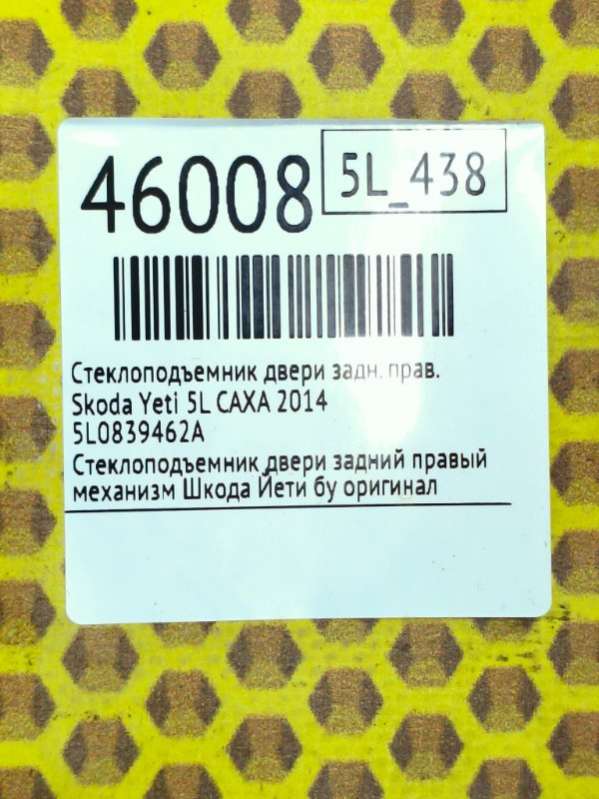 46008
5L_438
Стеклоподъемник двери задн. прав.
Skoda Yeti 5L CAXA 2014
5L0839462A
Стеклоподъемник двери задний правый
механизм Шкода Йети бу оригинал